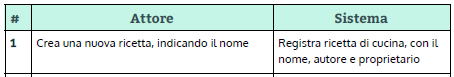 # Attore Sistema
1 Crea una nuova ricetta, indicando il nome Registra ricetta di cucina, con il
nome, autore e proprietario